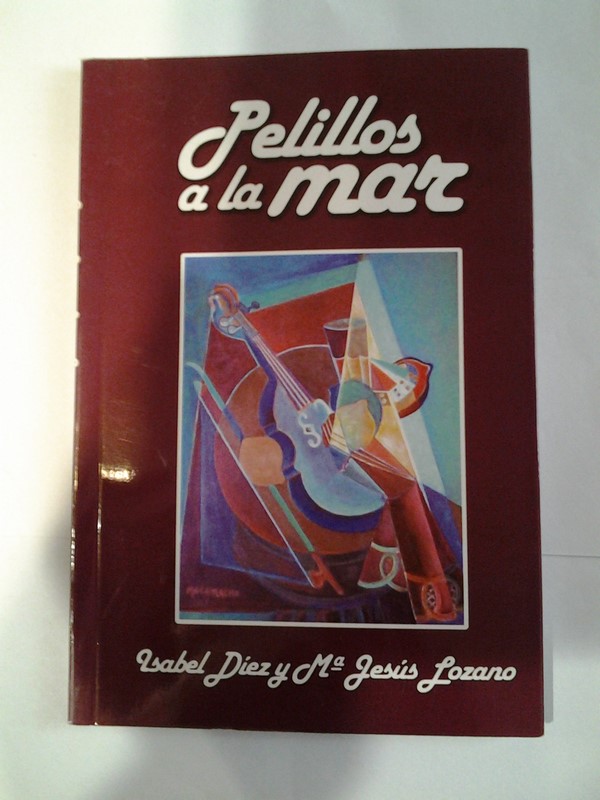 Pelillos
a la mar
Isabel Díez y Mª Jesús Lozano